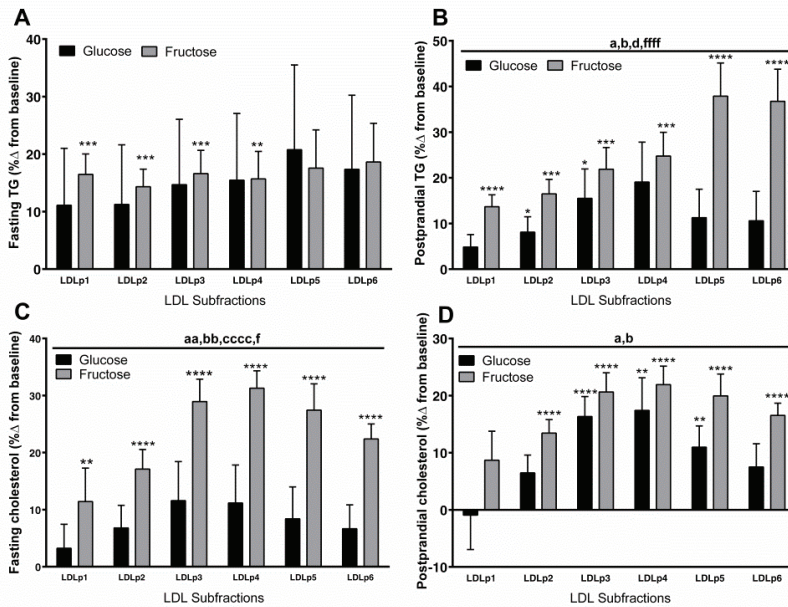 A
Fasting TG (%Δ from baseline)
40
30
20
10
0
Glucose Fructose
***
***
***
**
LDLp1 LDLp2 LDLp3 LDLp4 LDLp5 LDLp6
LDL Subfractions
B
Postprandial TG (%Δ from baseline)
50
40
30
20
10
0
a,b,d,ffff
Glucose Fructose
****
*
***
*
***
***
****
****
LDLp1 LDLp2 LDLp3 LDLp4 LDLp5 LDLp6
LDL Subfractions
C
Fasting cholesterol (%Δ from baseline)
40
30
20
10
0
aa,bb,cccc,f
Glucose
Fructose
**
****
****
****
****
****
LDLp1 LDLp2 LDLp3 LDLp4 LDLp5 LDLp6
LDL Subfractions
D
Postprandial cholesterol (%Δ from baseline)
30
20
10
0
-10
a,b
Glucose
Fructose
****
****
****
**
****
**
****
****
LDLp1 LDLp2 LDLp3 LDLp4 LDLp5 LDLp6
LDL Subfractions